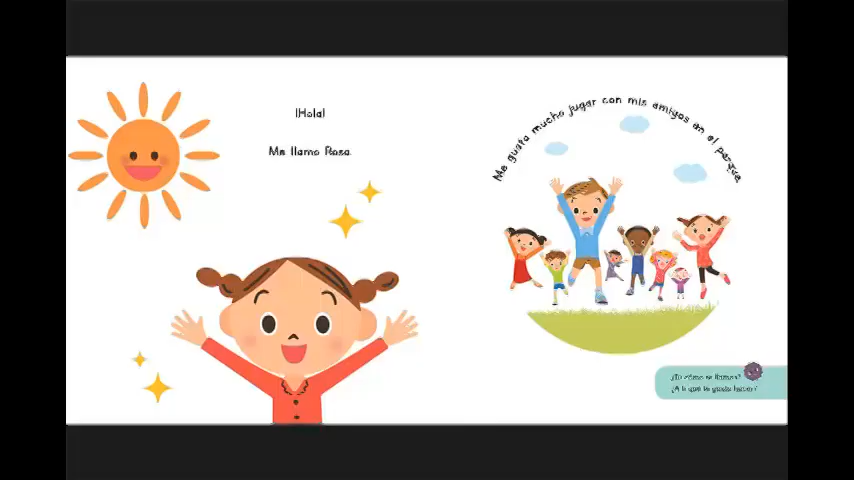 ¡Hola!
Me llamo Rosa.
Me gusta mucho jugar con mis amigos en el parque.
¿Tú cómo te llamas?
¿A ti qué te gusta hacer?